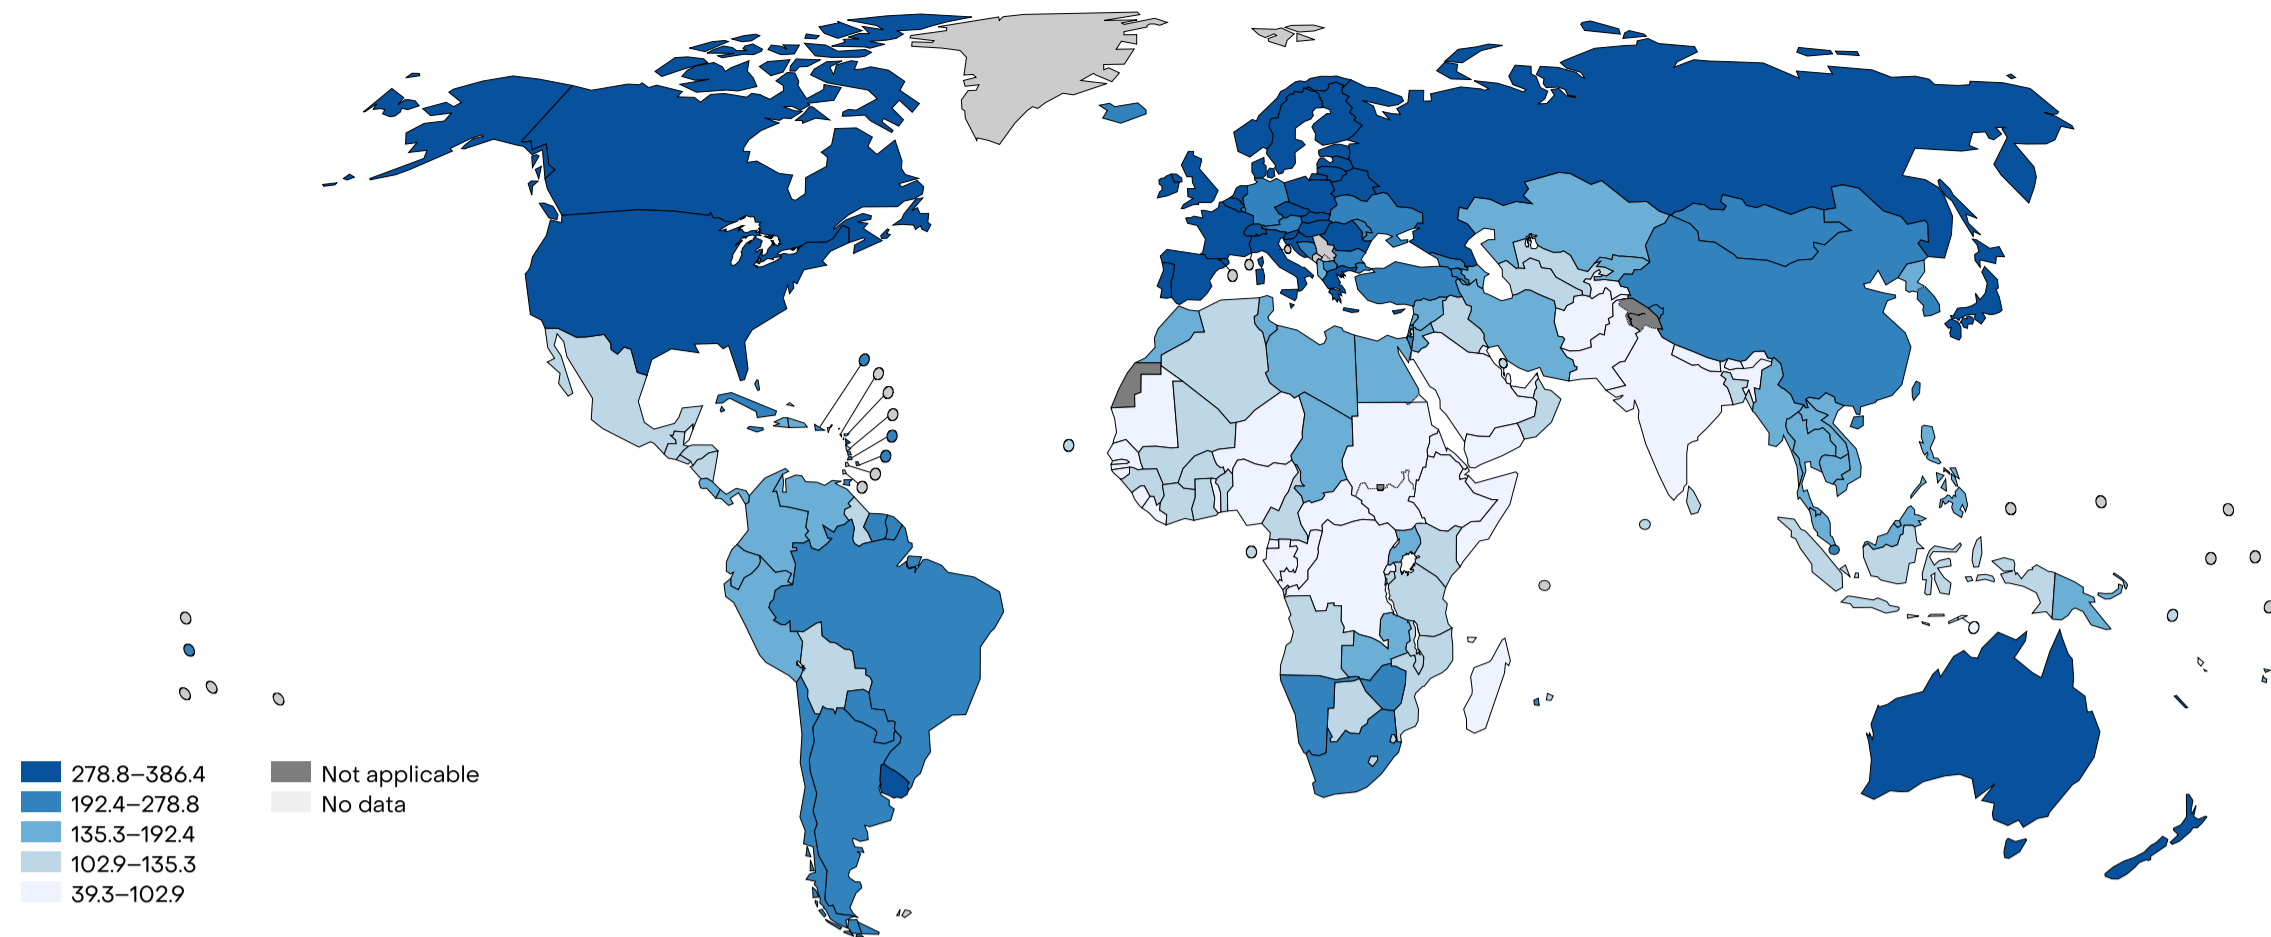 278.8–386.4
192.4–278.8
135.3–192.4
102.9–135.3
39.3–102.9
Not applicable
No data